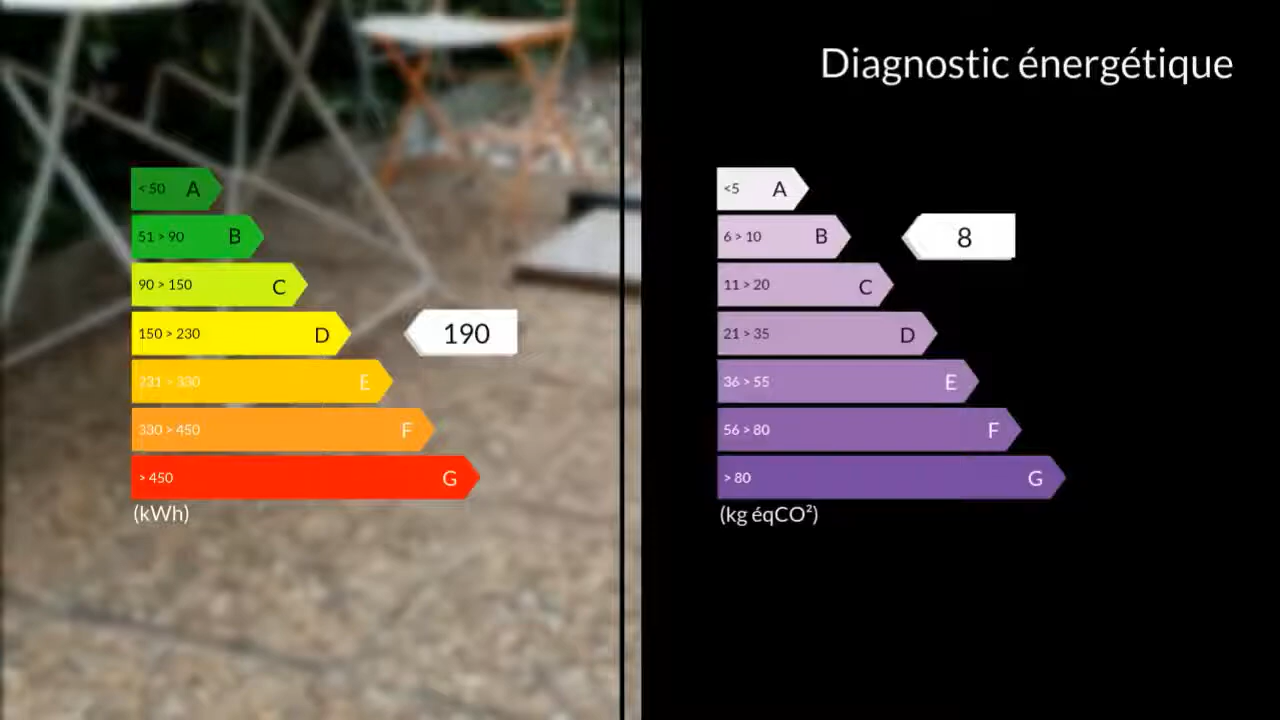 Diagnostic énergétique
< 50 A
51 > 90 B
90 > 150 C
150 > 230 D
190
231 > 330 E
330 > 450 F
> 450 G
(kWh)
<5 A
6 > 10 B
8
11 > 20 C
21 > 35 D
36 > 55 E
56 > 80 F
> 80 G
(kg éqCO²)